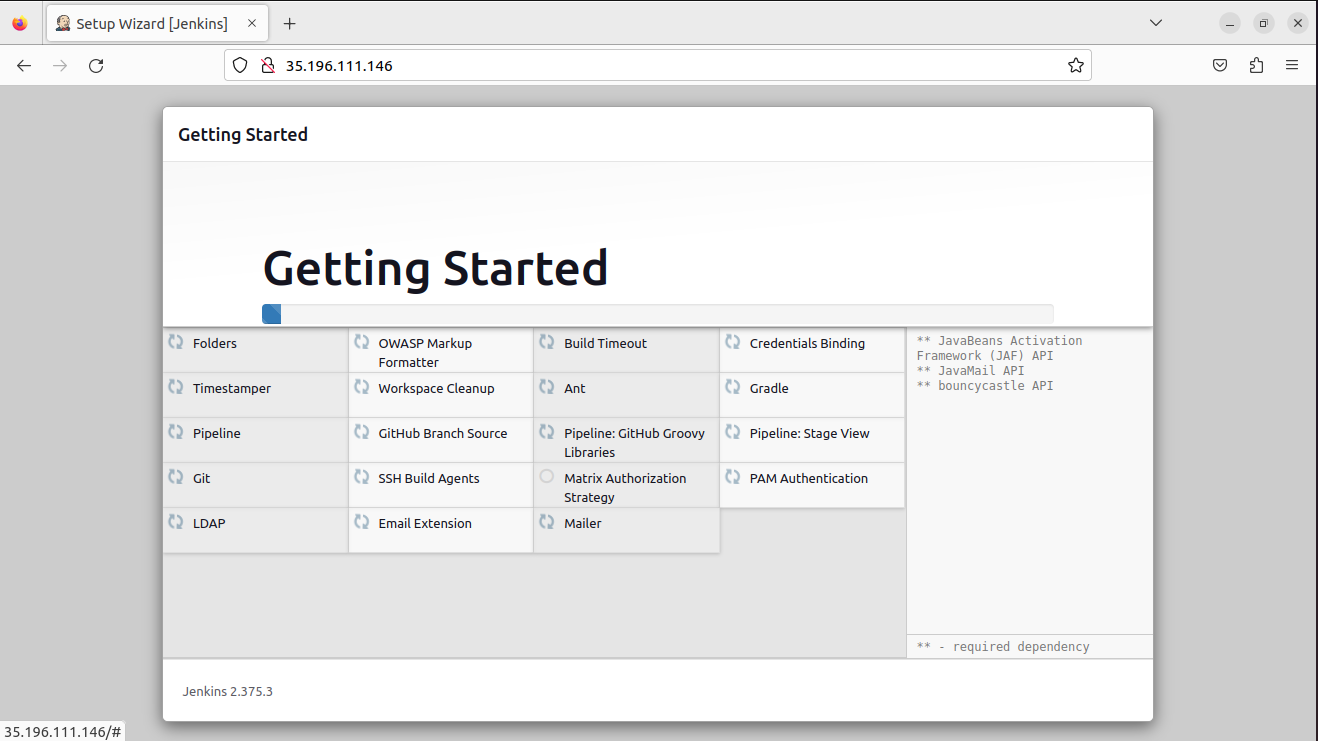 Setup Wizard [Jenkins]
35.196.111.146
Getting Started
Getting Started
Folders
OWASP Markup
Formatter
Build Timeout
Credentials Binding
Timestamper
Workspace Cleanup
Ant
Gradle
Pipeline
GitHub Branch Source
Pipeline: GitHub Groovy
Libraries
Pipeline: Stage View
Git
SSH Build Agents
Matrix Authorization
Strategy
PAM Authentication
LDAP
Email Extension
Mailer
** JavaBeans Activation
Framework (JAF) API
** JavaMail API
** bouncycastle API
** - required dependency
Jenkins 2.375.3
35.196.111.146/#